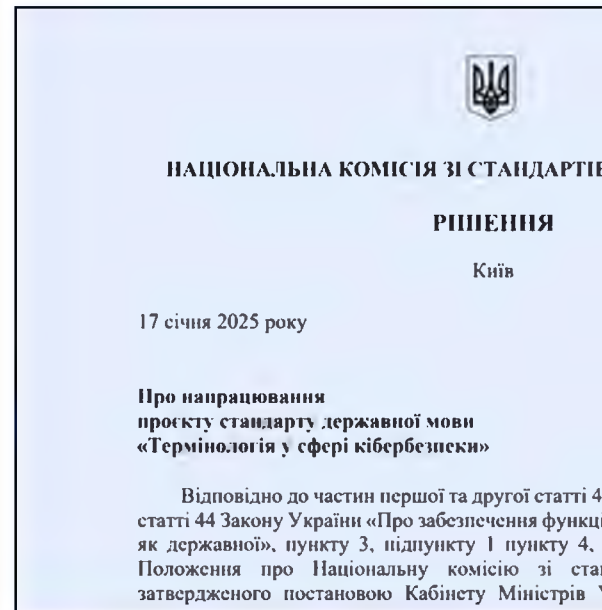 НАЦІОНАЛЬНА КОМІСІЯ ЗІ СТАНДАРТІВ
РІШЕННЯ
Київ
17 січня 2025 року
Про напрацювання
проєкту стандарту державної мови
«Термінологія у сфері кібербезпеки»
Відповідно до частин першої та другої статті 4
статті 44 Закону України «Про забезпечення функці
як державної», пункту 3, підпункту 1 пункту 4,
Положення про Національну комісію зі стан
затвердженого постановою Кабінету Міністрів У